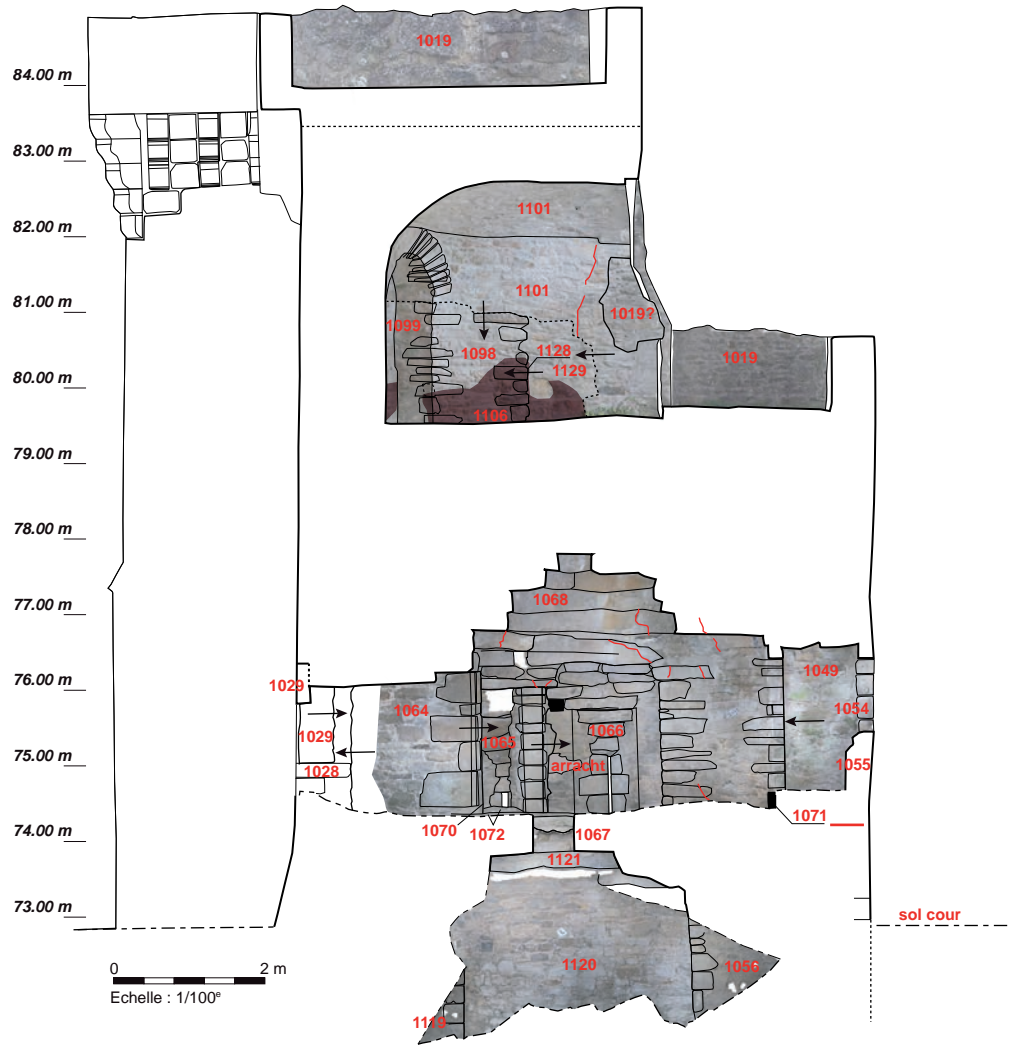 1019
84.00 m
83.00 m
1101
82.00 m
1101
81.00 m
1019?
1099
1098
1128
1019
1129
80.00 m
1106
79.00 m
78.00 m
77.00 m
1068
76.00 m
1029
1049
1064
1054
1066
1029
1065
75.00 m
arracht
1055
1028
1071
1070
1072
1067
74.00 m
1121
73.00 m
sol cour
0
2 m
1120
1056
Echelle : 1/100e
1119